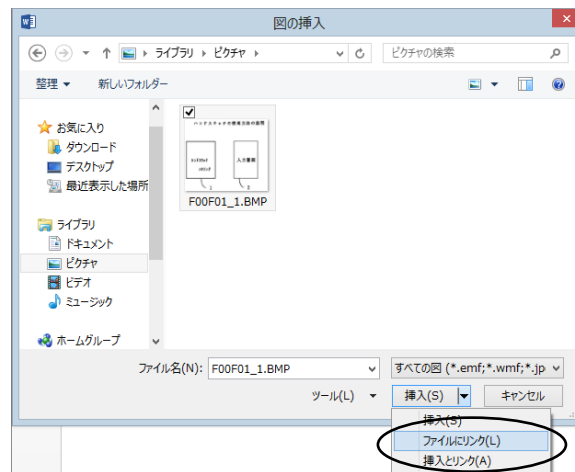 図の挿入
ライブラリ ピクチャ
ピクチャの検索
整理
新しいフォルダー
お気に入り
ダウンロード
デスクトップ
最近表示した場所
ライブラリ
ドキュメント
ピクチャ
ビデオ
ミュージック
ホームグループ
F00F01_1.BMP
ファイル名(N): F00F01_1.BMP
すべての図 (*.emf;*.wmf;*.jp
ツール(L)
挿入(S)
キャンセル
挿入(S)
ファイルにリンク(L)
挿入とリンク(A)